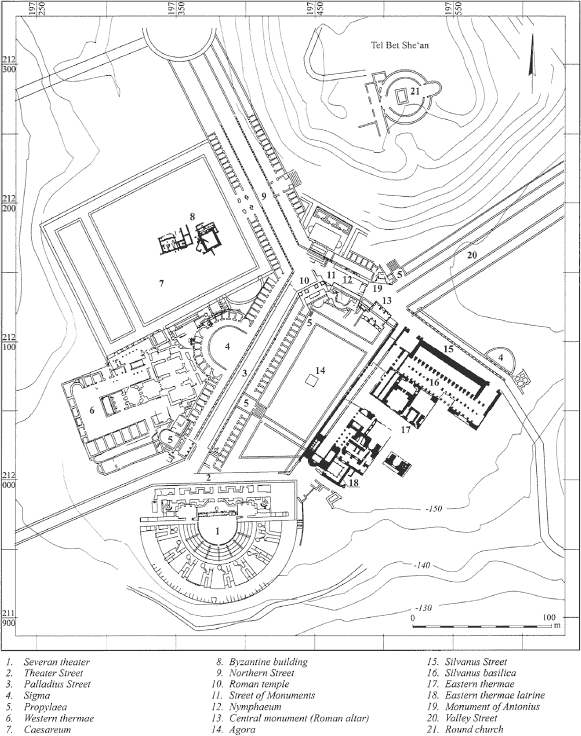 197 250
197 350
197 450
197 550
212 300
Tel Bet She'an
21
212 200
9
8
20
7
5
11
12
19
10
13
5
212 100
4
15
4
3
14
16
6
5
17
5
18
212 000
2
-150
1
-140
-130
211 900
0 100 m
1. Severan theater
2. Theater Street
3. Palladius Street
4. Sigma
5. Propylaea
6. Western thermae
7. Caesareum
8. Byzantine building
9. Northern Street
10. Roman temple
11. Street of Monuments
12. Nymphaeum
13. Central monument (Roman altar)
14. Agora
15. Silvanus Street
16. Silvanus basilica
17. Eastern thermae
18. Eastern thermae latrine
19. Monument of Antonius
20. Valley Street
21. Round church